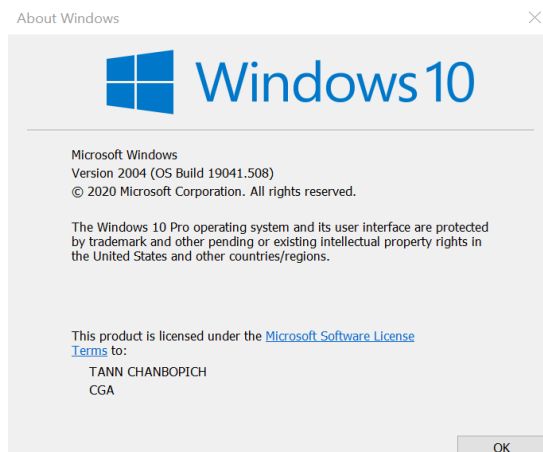 About Windows
Windows 10
Microsoft Windows
Version 2004 (OS Build 19041.508)
© 2020 Microsoft Corporation. All rights reserved.
The Windows 10 Pro operating system and its user interface are protected
by trademark and other pending or existing intellectual property rights in
the United States and other countries/regions.
This product is licensed under the Microsoft Software License
Terms to:
TANN CHANBOPICH
CGA
OK